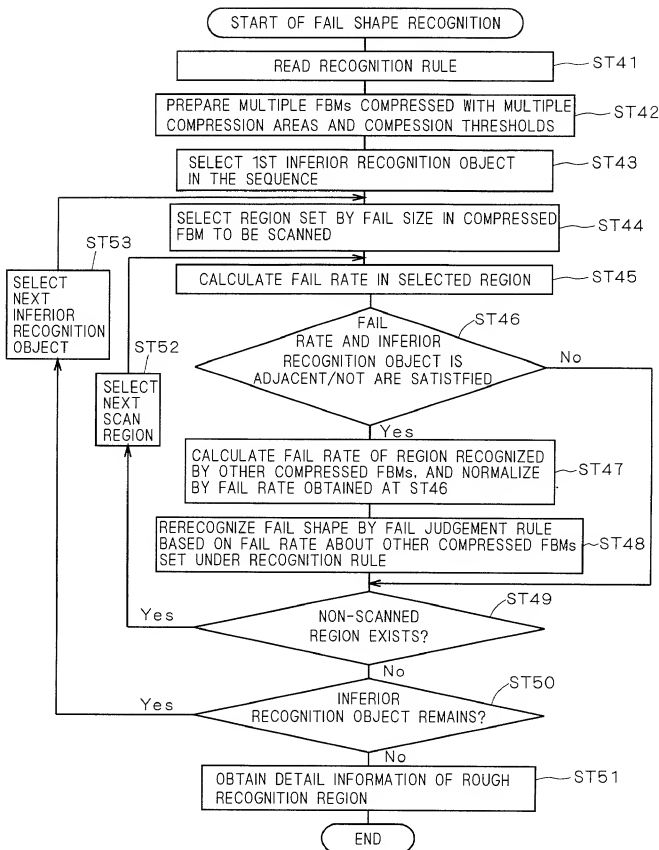 START OF FAIL SHAPE RECOGNITION
READ RECOGNITION RULE
ST41
PREPARE MULTIPLE FBMs COMPRESSED WITH MULTIPLE
COMPRESSION AREAS AND COMPESSION THRESHOLDS
ST42
SELECT 1ST INFERIOR RECOGNITION OBJECT
IN THE SEQUENCE
ST43
SELECT REGION SET BY FAIL SIZE IN COMPRESSED
FBM TO BE SCANNED
ST44
ST53
SELECT
NEXT
INFERIOR
RECOGNITION
OBJECT
CALCULATE FAIL RATE IN SELECTED REGION
ST45
ST52
SELECT
NEXT
SCAN
REGION
FAIL
RATE AND INFERIOR
RECOGNITION OBJECT IS
ADJACENT/NOT ARE SATISTFIED
ST46
No
Yes
CALCULATE FAIL RATE OF REGION RECOGNIZED
BY OTHER COMPRESSED FBMs, AND NORMALIZE
BY FAIL RATE OBTAINED AT ST46
ST47
RERECOGNIZE FAIL SHAPE BY FAIL JUDGEMENT RULE
BASED ON FAIL RATE ABOUT OTHER COMPRESSED FBMs
SET UNDER RECOGNITION RULE
ST48
Yes
NON-SCANNED
REGION EXISTS?
ST49
No
Yes
INFERIOR
RECOGNITION OBJECT REMAINS?
ST50
No
OBTAIN DETAIL INFORMATION OF ROUGH
RECOGNITION REGION
ST51
END